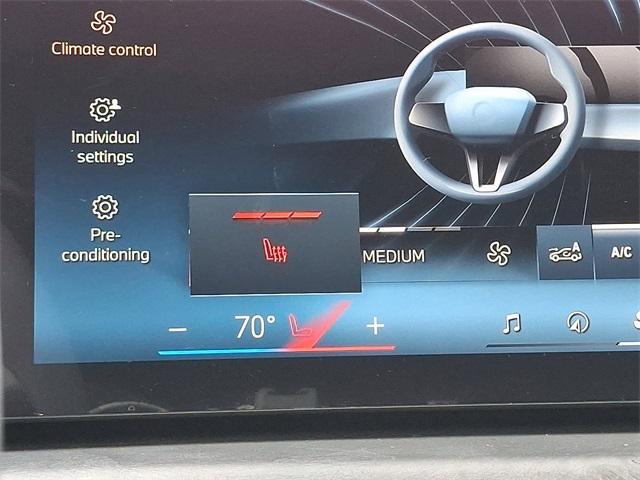 Climate control
Individual
settings
Pre-
conditioning
MEDIUM
A
A/C
− 70° +